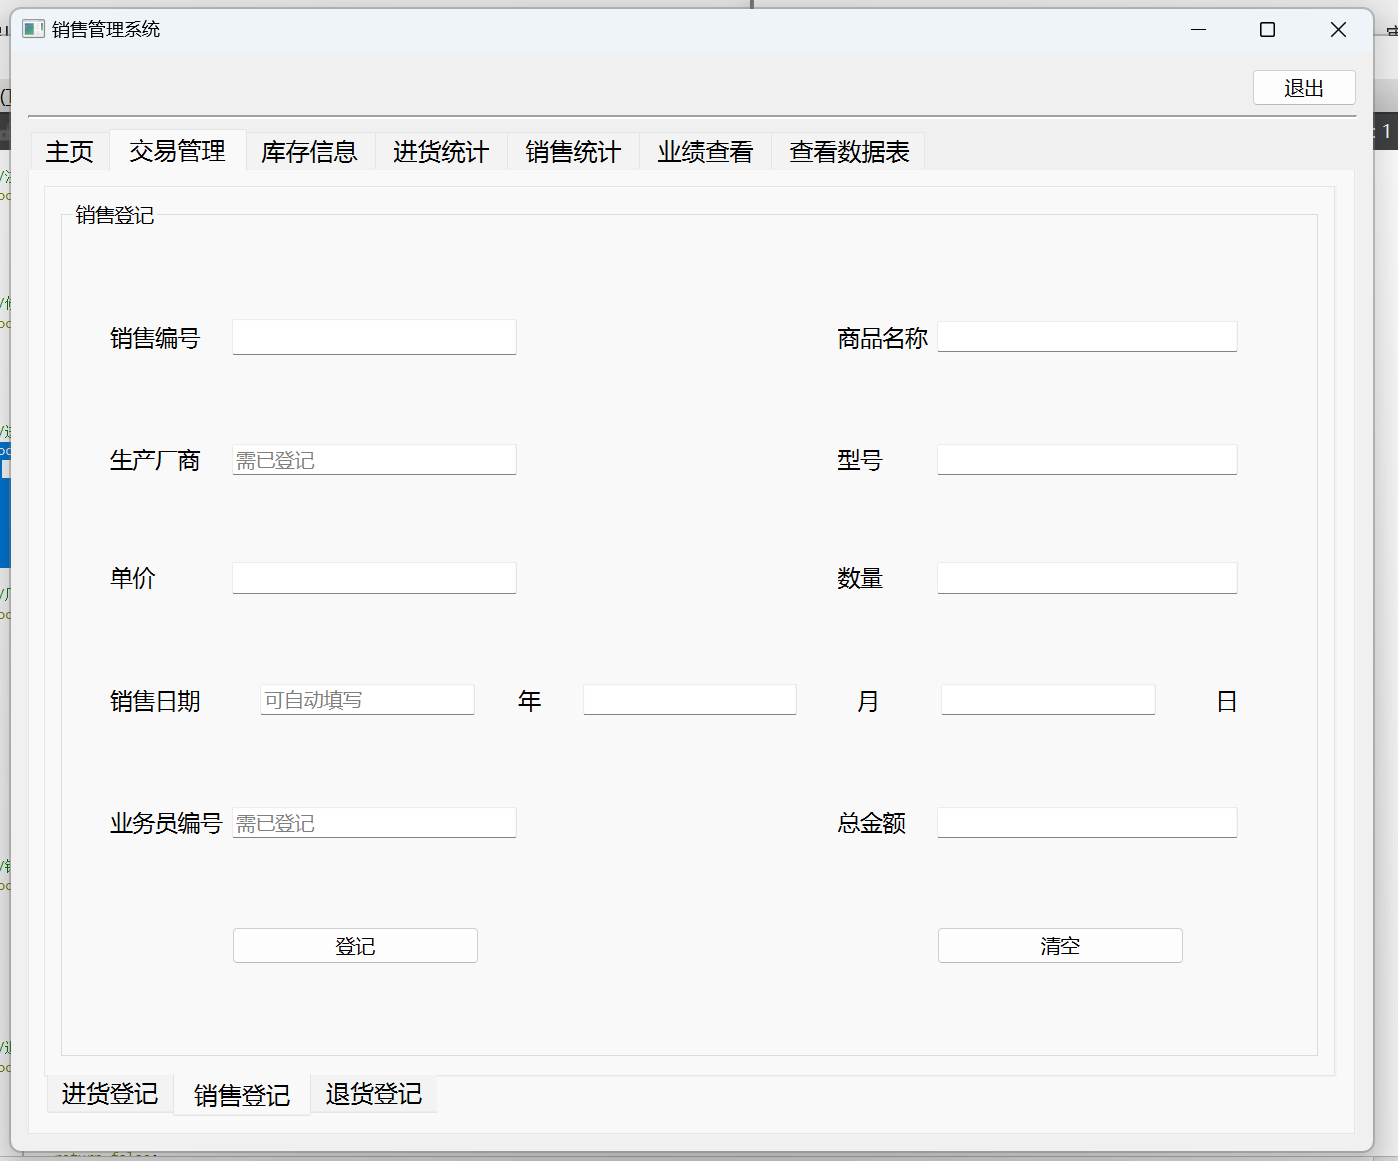 销售管理系统
退出
主页 交易管理 库存信息 进货统计 销售统计 业绩查看 查看数据表
销售登记
销售编号 商品名称
生产厂商 需已登记 型号
单价 数量
销售日期 可自动填写 年 月 日
业务员编号 需已登记 总金额
登记 清空
进货登记 销售登记 退货登记